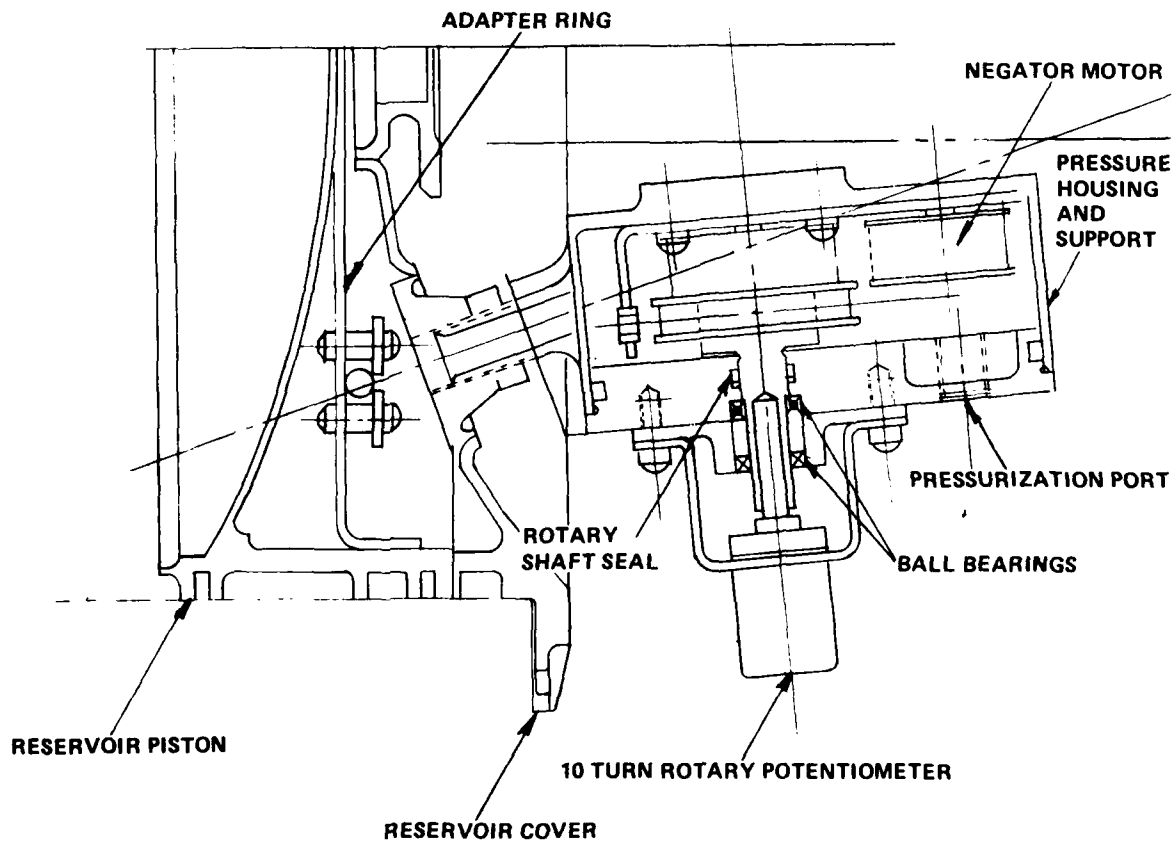 ADAPTER RING
NEGATOR MOTOR
PRESSURE
HOUSING
AND
SUPPORT
PRESSURIZATION PORT
ROTARY
SHAFT SEAL
BALL BEARINGS
RESERVOIR PISTON
10 TURN ROTARY POTENTIOMETER
RESERVOIR COVER